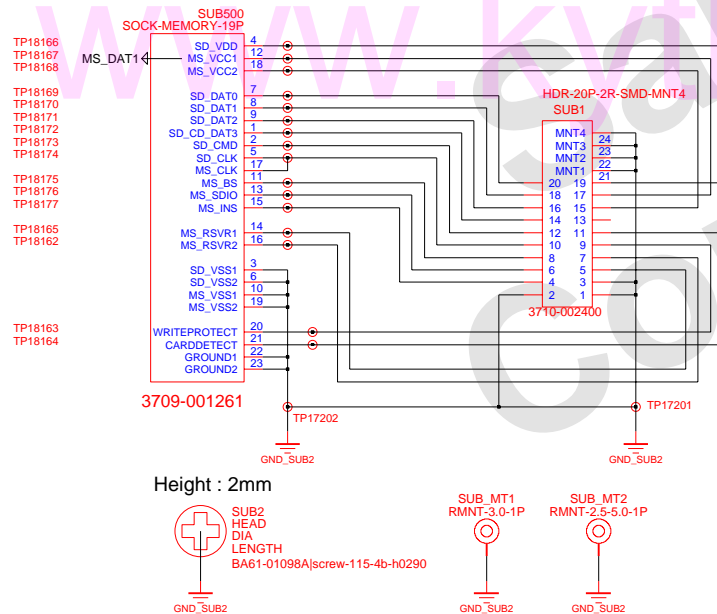 www.kyt
Sa
Co
SUB500
SOCK-MEMORY-19P
TP18166
TP18167
TP18168
MS_DAT1
SD_VDD 4
MS_VCC1 12
MS_VCC2 18
TP18169
TP18170
TP18171
TP18172
TP18173
TP18174
SD_DAT0 7
SD_DAT1 8
SD_DAT2 9
SD_CD_DAT3 1
SD_CMD 2
SD_CLK 5
MS_CLK 17
TP18175
TP18176
TP18177
MS_BS 11
MS_SDIO 13
MS_INS 15
TP18165
TP18162
MS_RSVR1 14
MS_RSVR2 16
SD_VSS1 3
SD_VSS2 6
MS_VSS1 10
MS_VSS2 19
TP18163
TP18164
WRITEPROTECT 20
CARDDETECT 21
GROUND1 22
GROUND2 23
3709-001261
TP17202
GND_SUB2
HDR-20P-2R-SMD-MNT4
SUB1
MNT4 24
MNT3 23
MNT2 22
MNT1 21
20 19
18 17
16 15
14 13
12 11
10 9
8 7
6 5
4 3
2 1
3710-002400
TP17201
GND_SUB2
Height : 2mm
SUB2
HEAD
DIA
LENGTH
BA61-01098A|screw-115-4b-h0290
GND_SUB2
SUB_MT1
RMNT-3.0-1P
GND_SUB2
SUB_MT2
RMNT-2.5-5.0-1P
GND_SUB2